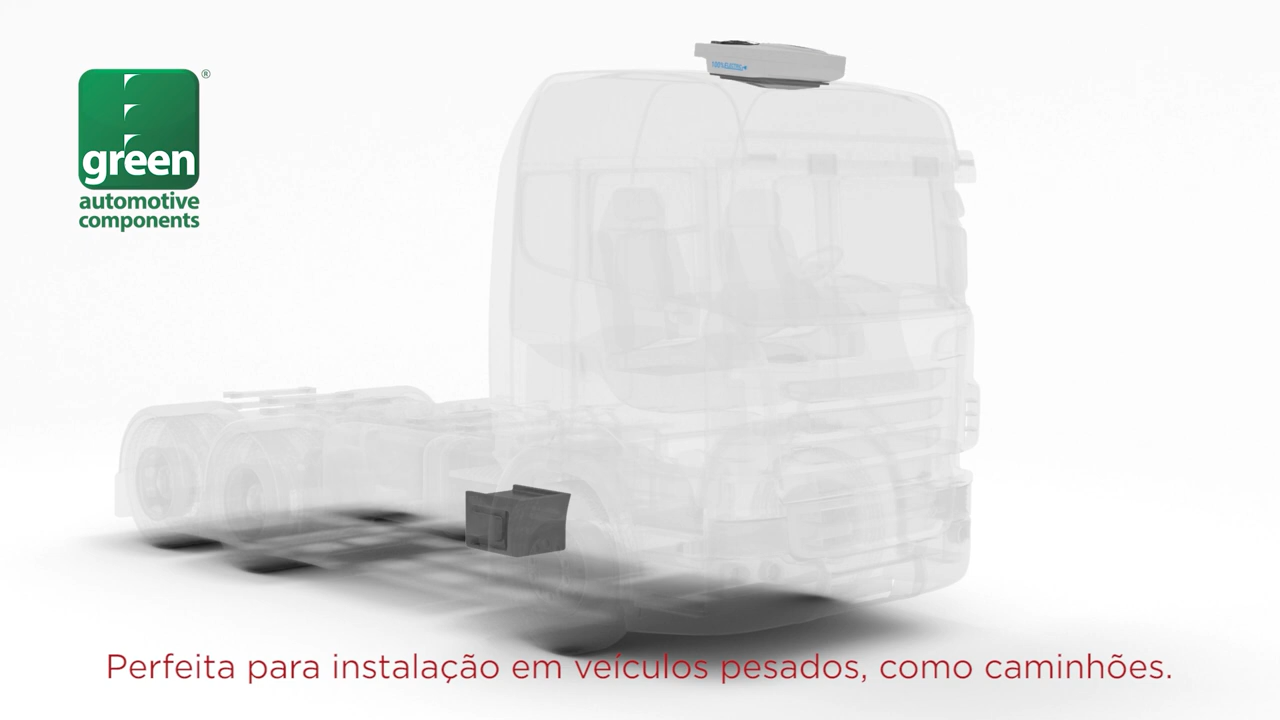 green
®
automotive
components
Perfeita para instalação em veículos pesados, como caminhões.